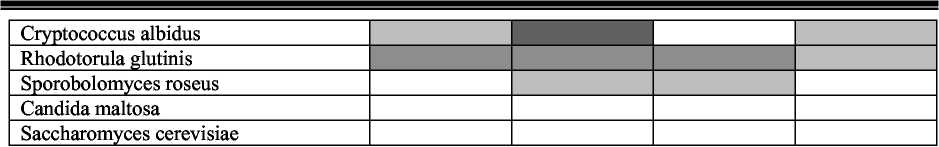 Cryptococcus albidus
Rhodotorula glutinis
Sporobolomyces roseus
Candida maltosa
Saccharomyces cerevisiae